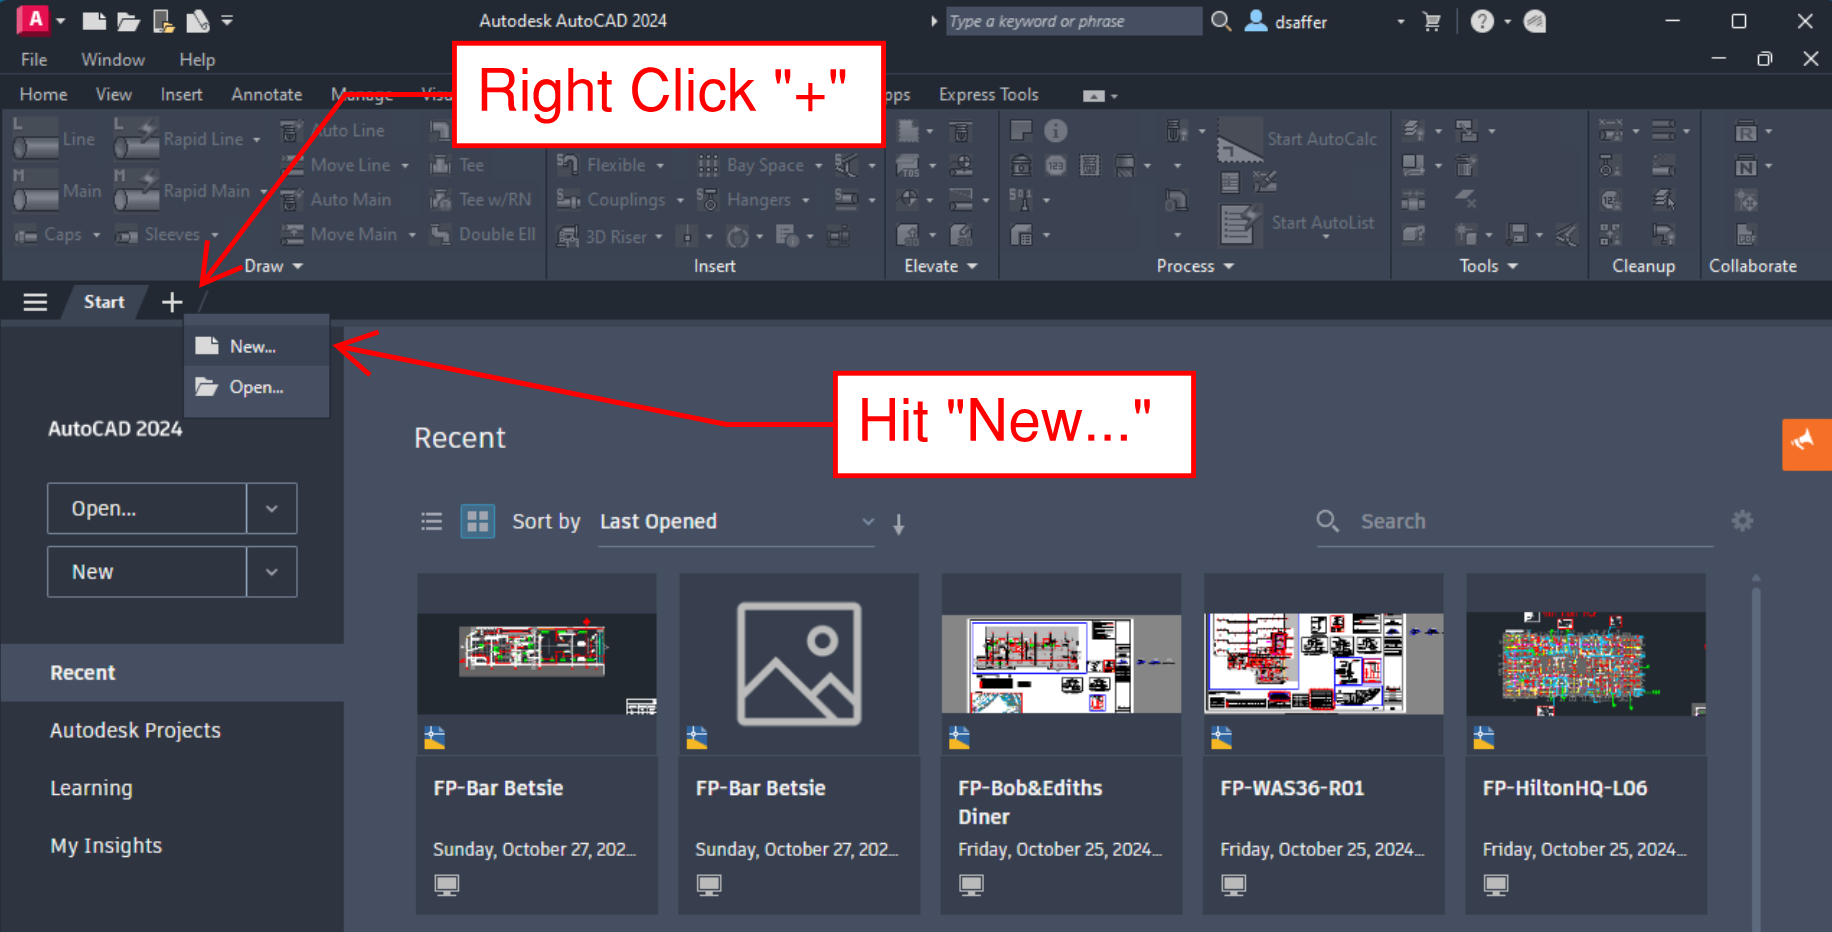 A
Autodesk AutoCAD 2024
Type a keyword or phrase
dsaffer
File Window Help
Home View Insert Annotate Manage
Express Tools
Right Click "+"
Line Rapid Line Auto Line
Start AutoCalc
Move Line Tee Flexible Bay Space
Main Rapid Main Auto Main Tee w/RN Couplings Hangers
Caps Sleeves Move Main Double Ell 3D Riser
Start AutoList
Draw Insert Elevate Process Tools Cleanup Collaborate
Start +
New...
Open...
Hit "New..."
AutoCAD 2024
Recent
Open...
New
Sort by Last Opened
Search
Recent
Autodesk Projects
Learning
My Insights
FP-Bar Betsie
Sunday, October 27, 202...
FP-Bar Betsie
Sunday, October 27, 202...
FP-Bob&Ediths
Diner
Friday, October 25, 2024...
FP-WAS36-R01
Friday, October 25, 2024...
FP-HiltonHQ-L06
Friday, October 25, 2024...